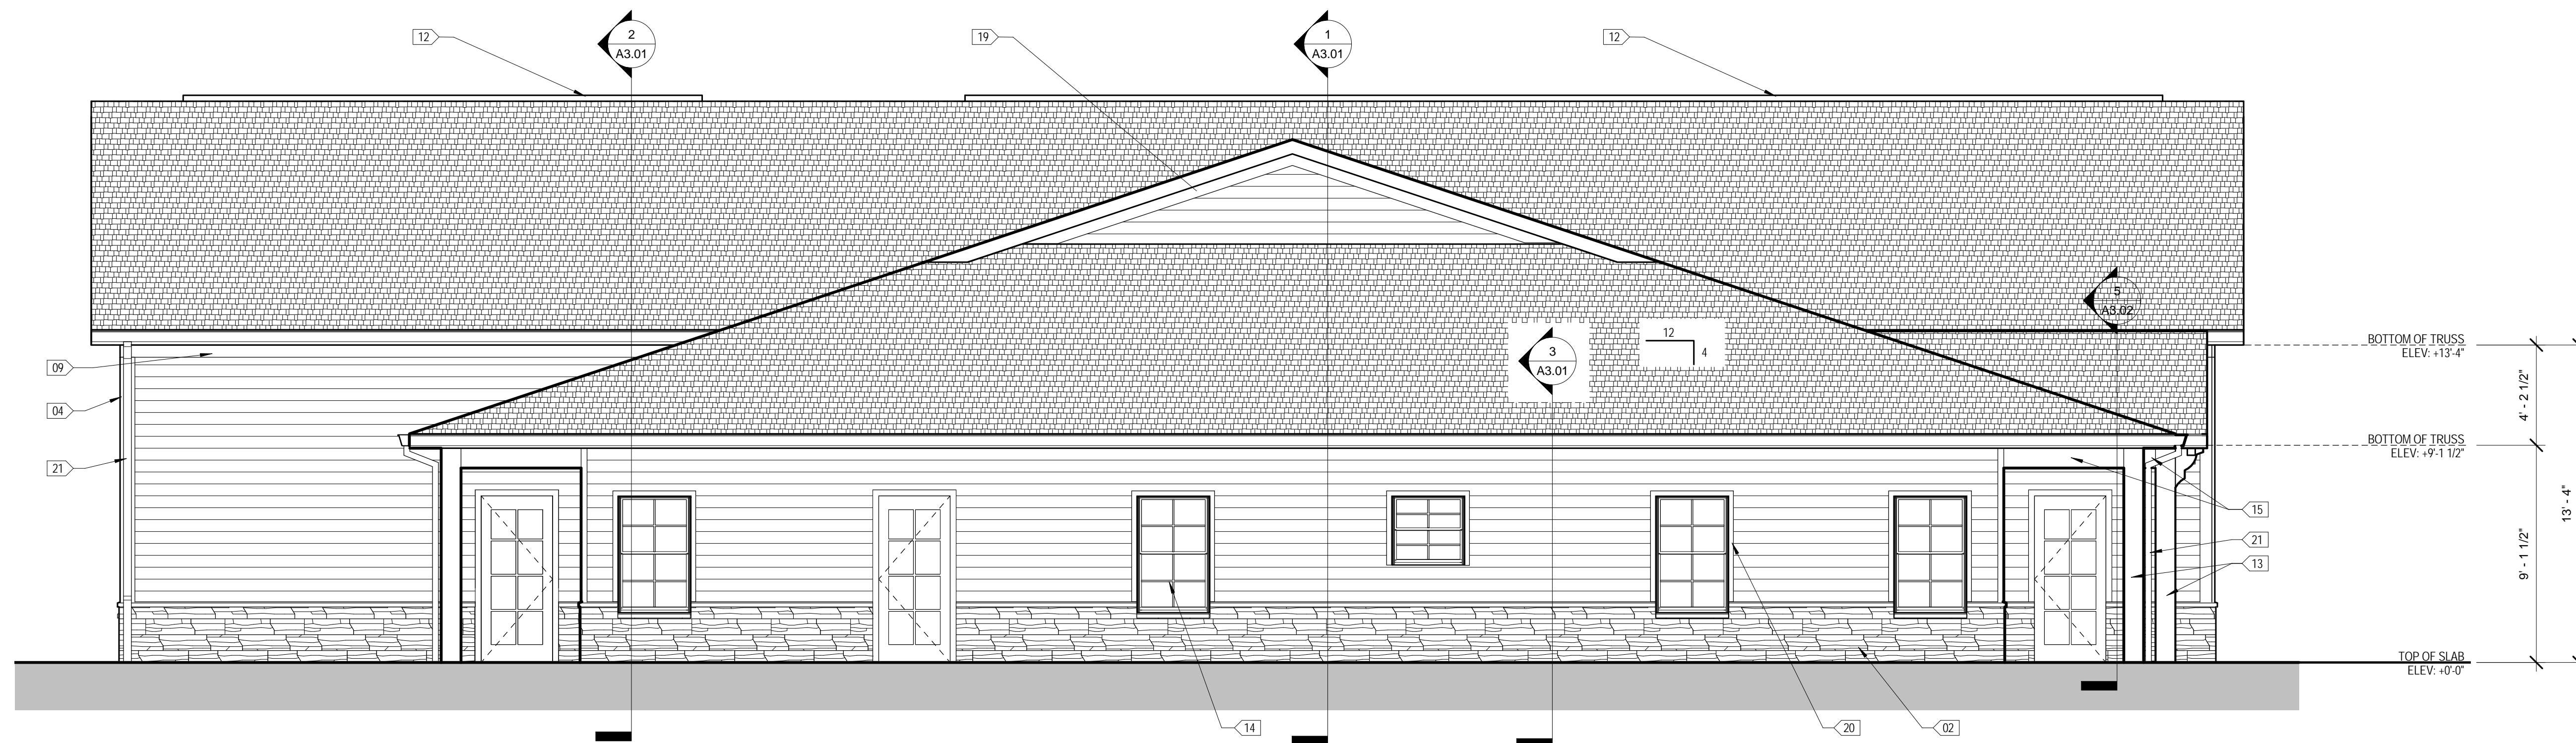 12
2
A3.01
19
1
A3.01
12
5
A3.02
12
4
3
A3.01
BOTTOM OF TRUSS
ELEV: +13'-4"
09
04
4' - 2 1/2"
BOTTOM OF TRUSS
ELEV: +9'-1 1/2"
21
15
13' - 4"
21
9' - 1 1/2"
13
TOP OF SLAB
ELEV: +0'-0"
14
20
02